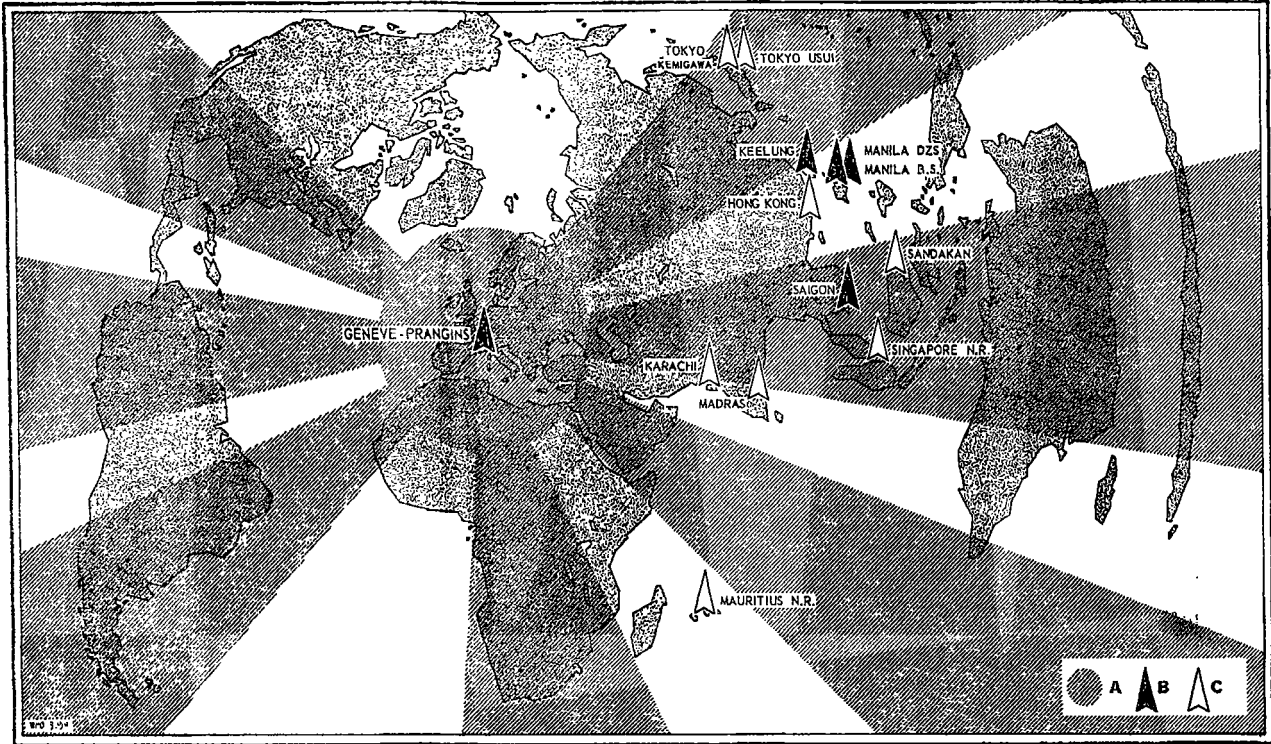 TOKYO
KEMIGAWA
TOKYO USUI
KEELUNG
MANILA DZS
MANILA B.S.
HONG KONG
SANDAKAN
SAIGON
GENEVE-PRANGINS
SINGAPORE N.R.
KARACHI
MADRAS
MAURITIUS N.R.
A B C